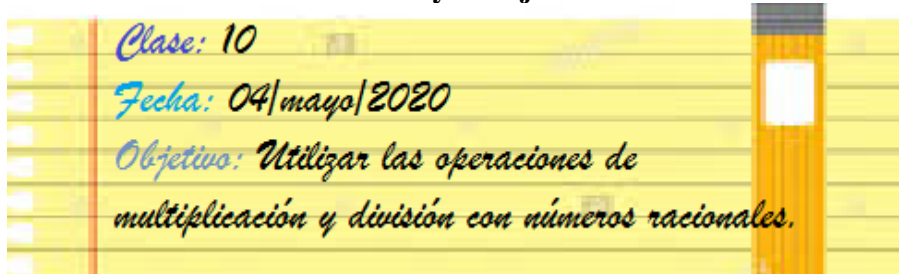 Clase: 10
Fecha: 04/mayo/2020
Objetivo: Utilizar las operaciones de
multiplicación y división con números racionales.